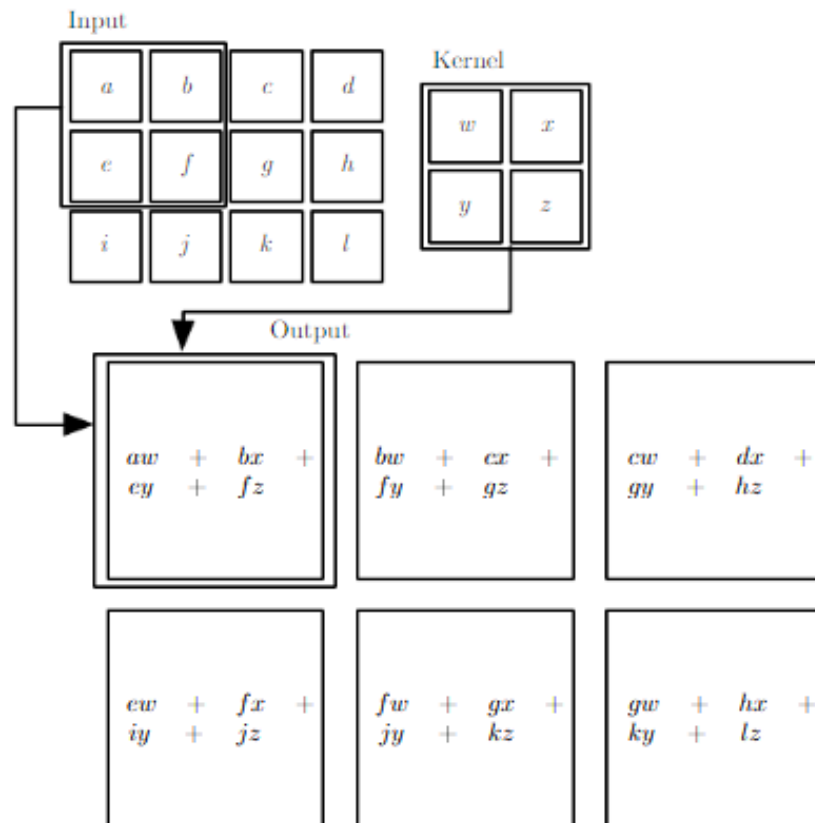 Input
a b c d
e f g h
i j k l
Kernel
w x
y z
Output
aw + bx +
ey + fz
bw + cx +
fy + gz
cw + dx +
gy + hz
ew + fx +
iy + jz
fw + gx +
jy + kz
gw + hx +
ky + lz